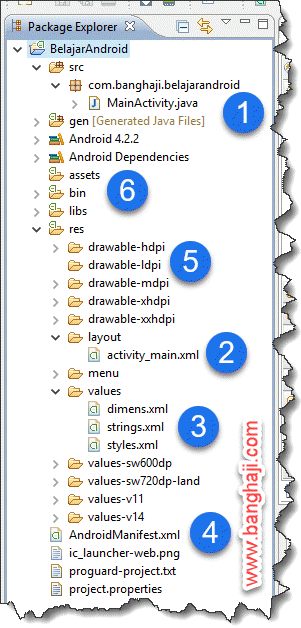 Package Explorer
BelajarAndroid
src
com.banghaji.belajarandroid
MainActivity.java
1
gen [Generated Java Files]
Android 4.2.2
Android Dependencies
assets
bin
6
libs
res
drawable-hdpi
drawable-ldpi
5
drawable-mdpi
drawable-xhdpi
drawable-xxhdpi
layout
activity_main.xml
2
menu
values
dimens.xml
strings.xml
3
styles.xml
values-sw600dp
values-sw720dp-land
values-v11
values-v14
AndroidManifest.xml
4
ic_launcher-web.png
proguard-project.txt
project.properties
www.banghaji.com